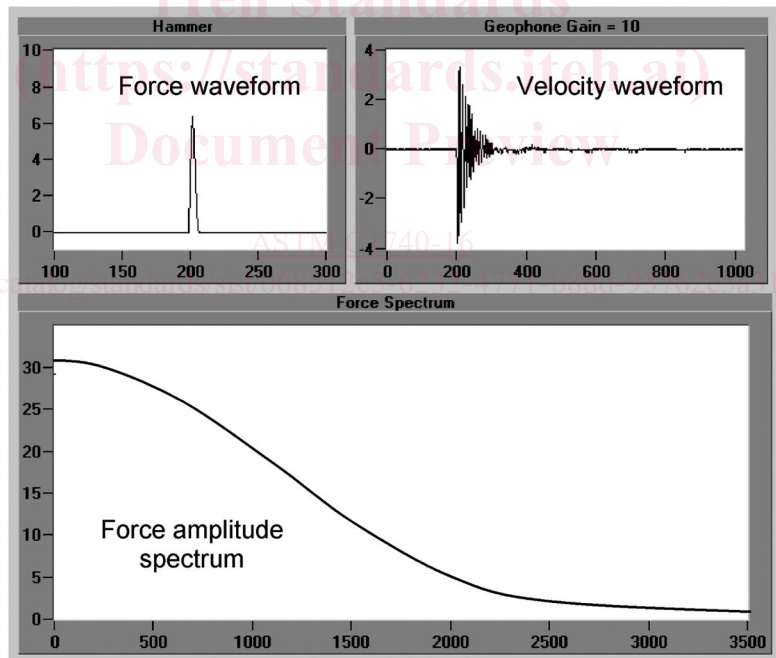 iTeh Standards
Hammer
Geophone Gain = 10
(https://standards.iteh.ai)
Document Preview
Force waveform
Velocity waveform
10
8
6
4
2
0
100 150 200 250 300
4
2
0
-2
-4
0 200 400 600 800 1000
ASTM C1740-16
Force Spectrum
30
25
20
15
10
5
0
Force amplitude
spectrum
0 500 1000 1500 2000 2500 3000 3500